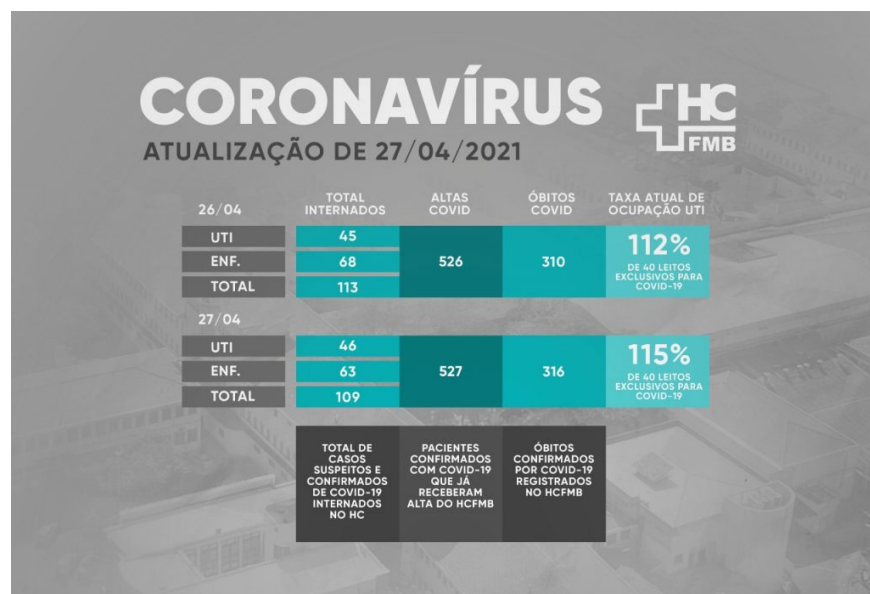 CORONAVÍRUS
HC
FMB
ATUALIZAÇÃO DE 27/04/2021
26/04
TOTAL
INTERNADOS
ALTAS
COVID
ÓBITOS
COVID
TAXA ATUAL DE
OCUPAÇÃO UTI
UTI
45
ENF.
68
TOTAL
113
526
310
112%
DE 40 LEITOS
EXCLUSIVOS PARA
COVID-19
27/04
UTI
46
ENF.
63
TOTAL
109
527
316
115%
DE 40 LEITOS
EXCLUSIVOS PARA
COVID-19
TOTAL DE
CASOS
SUSPEITOS E
CONFIRMADOS
DE COVID-19
INTERNADOS
NO HC
PACIENTES
CONFIRMADOS
COM COVID-19
QUE JÁ
RECEBERAM
ALTA DO HCFMB
ÓBITOS
CONFIRMADOS
POR COVID-19
REGISTRADOS
NO HCFMB